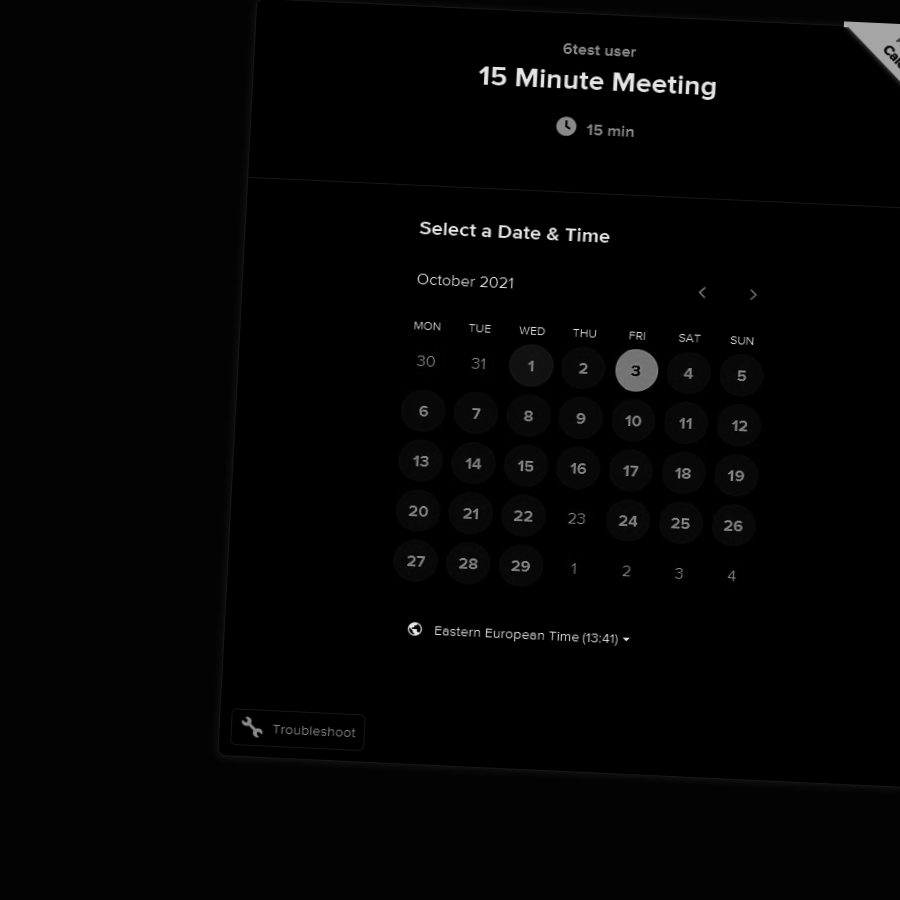 6test user
15 Minute Meeting
15 min
Select a Date & Time
October 2021
MON TUE WED THU FRI SAT SUN
30 31 1 2 3 4 5
6 7 8 9 10 11 12
13 14 15 16 17 18 19
20 21 22 23 24 25 26
27 28 29 1 2 3 4
Eastern European Time (13:41)
Troubleshoot